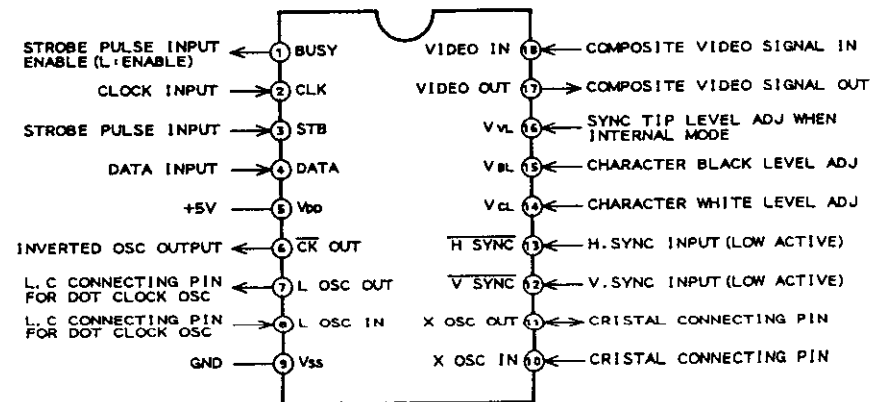 STROBE PULSE INPUT
ENABLE (L:ENABLE)
1 BUSY
CLOCK INPUT 2 CLK
STROBE PULSE INPUT 3 STB
DATA INPUT 4 DATA
+5V 5 VDD
INVERTED OSC OUTPUT 6 CK OUT
L.C CONNECTING PIN
FOR DOT CLOCK OSC
7 L OSC OUT
L.C CONNECTING PIN
FOR DOT CLOCK OSC
8 L OSC IN
GND 9 VSS
VIDEO IN 18 COMPOSITE VIDEO SIGNAL IN
VIDEO OUT 17 COMPOSITE VIDEO SIGNAL OUT
VVL 16 SYNC TIP LEVEL ADJ WHEN
INTERNAL MODE
VBL 15 CHARACTER BLACK LEVEL ADJ
VCL 14 CHARACTER WHITE LEVEL ADJ
H SYNC 13 H.SYNC INPUT (LOW ACTIVE)
V SYNC 12 V.SYNC INPUT (LOW ACTIVE)
X OSC OUT 11 CRISTAL CONNECTING PIN
X OSC IN 10 CRISTAL CONNECTING PIN